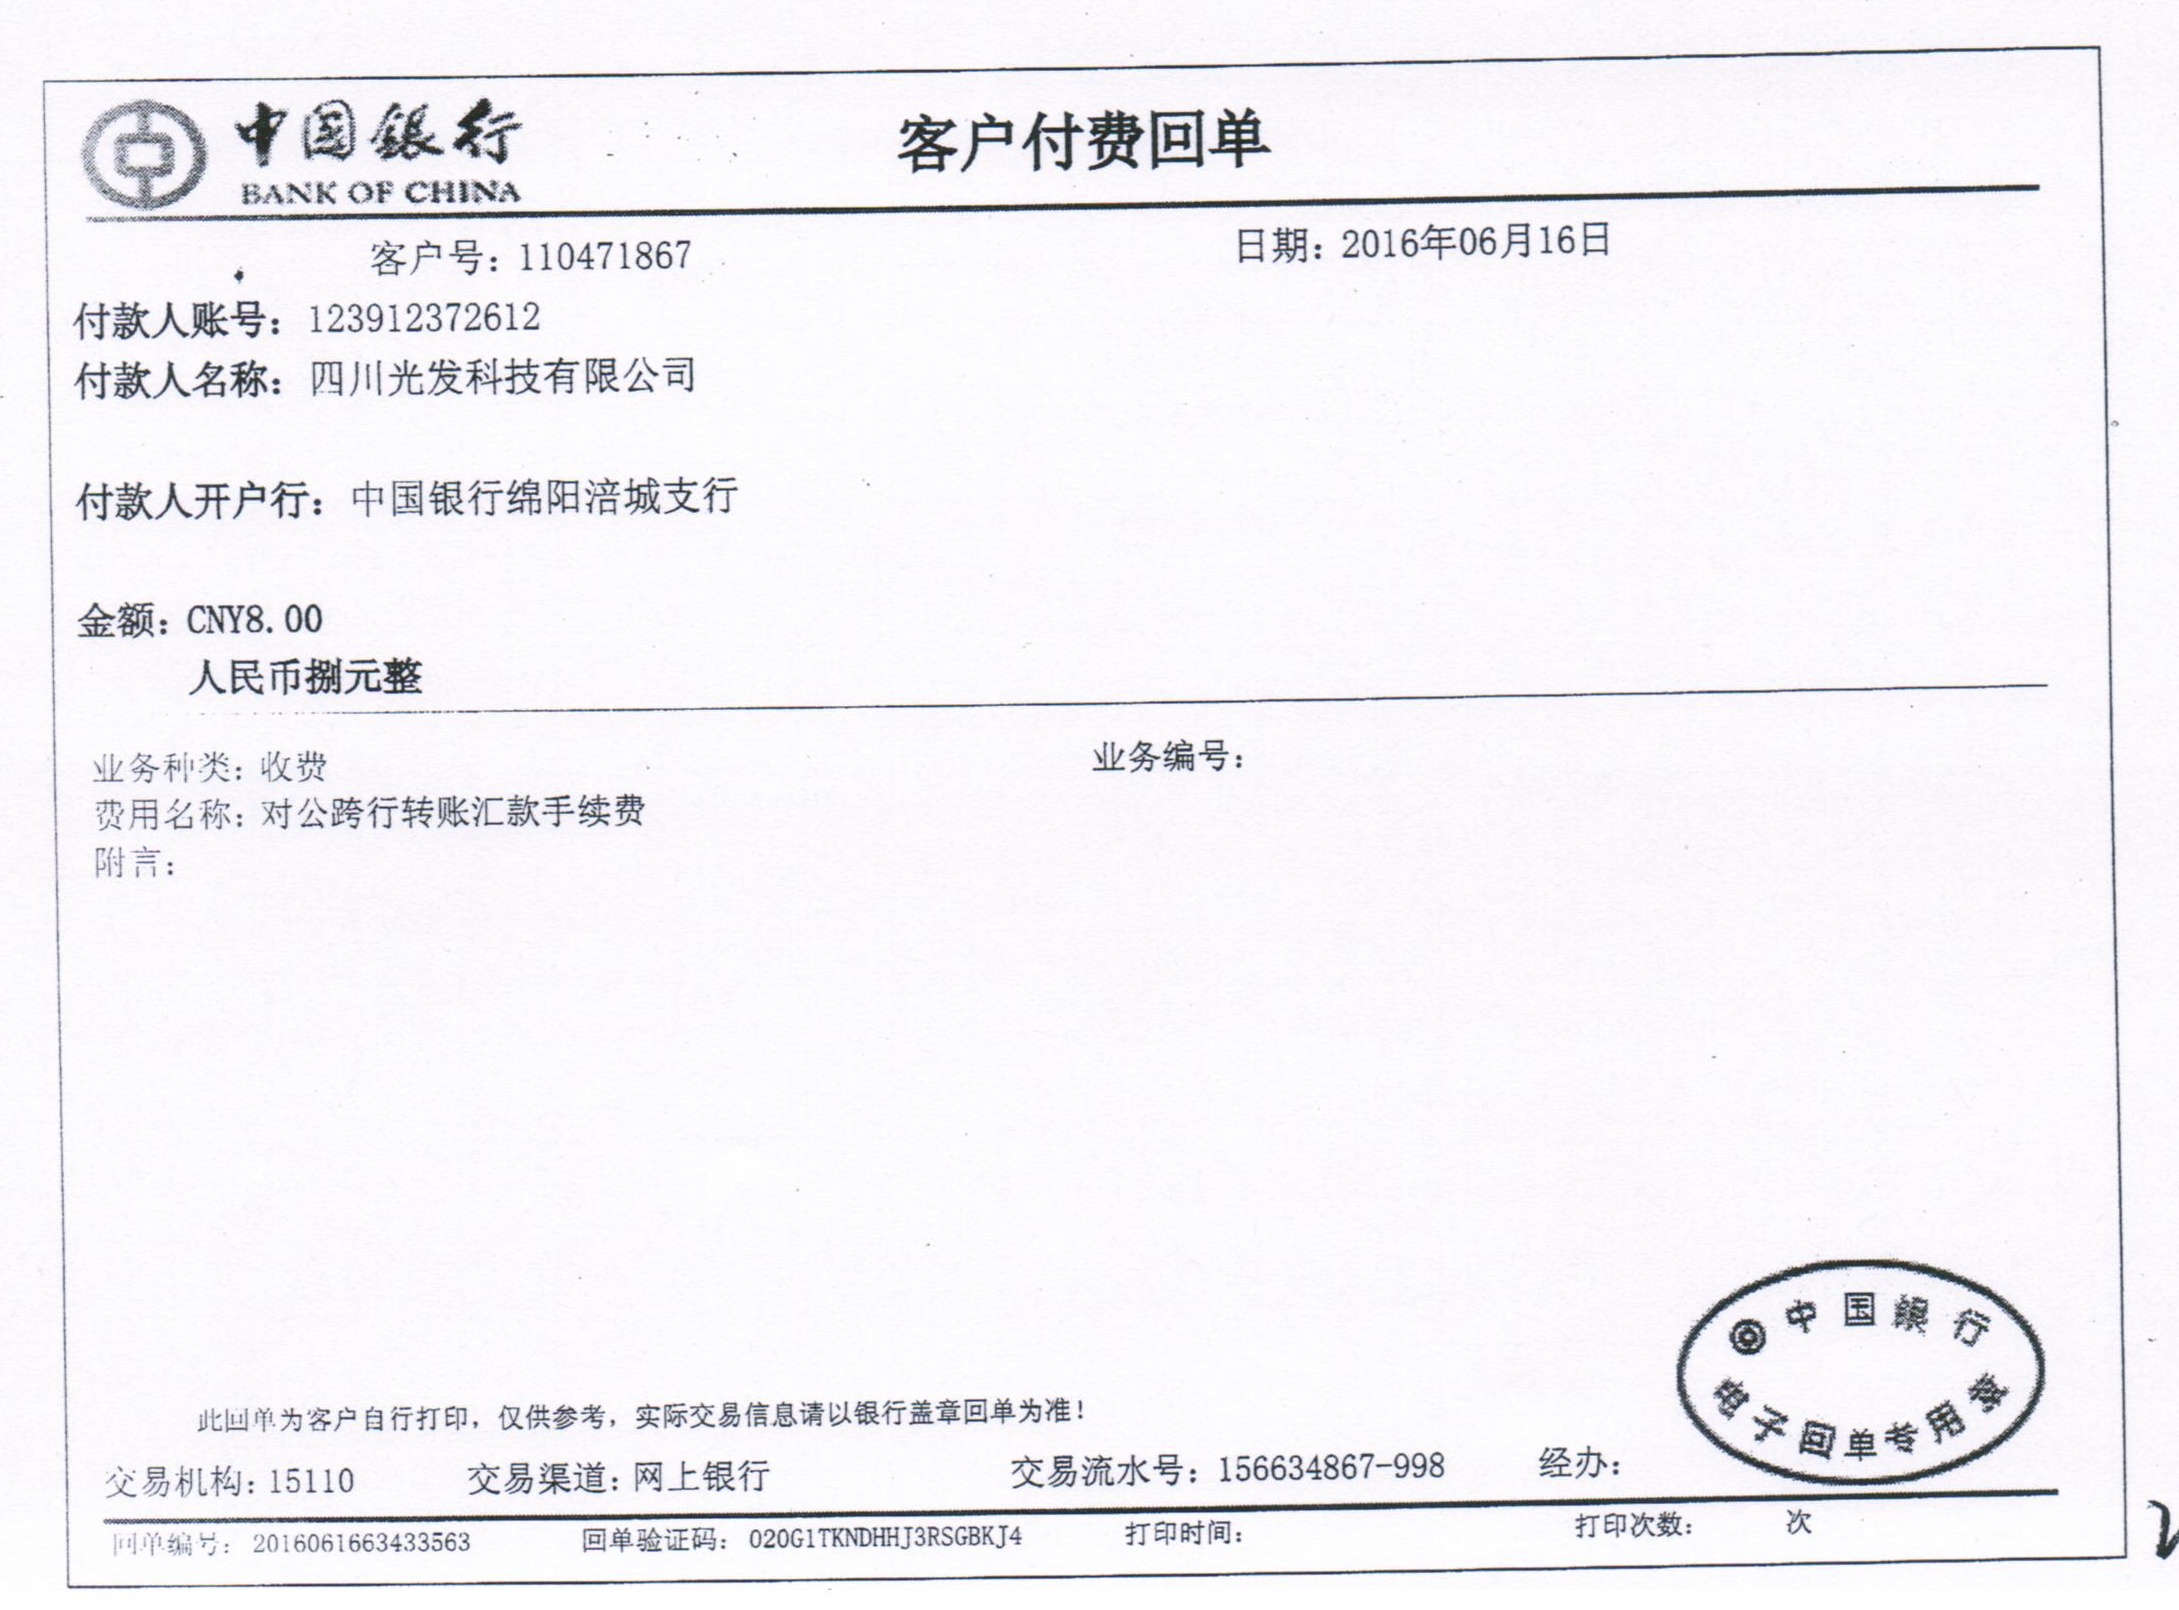 中国银行 客户付费回单
BANK OF CHINA
客户号：110471867 日期：2016年06月16日
付款人账号：123912372612
付款人名称：四川光发科技有限公司
付款人开户行：中国银行绵阳涪城支行
金额：CNY8.00
人民币捌元整
业务种类：收费 业务编号：
费用名称：对公跨行转账汇款手续费
附言：
中国银行
电子回单专用章
此回单为客户自行打印，仅供参考，实际交易信息请以银行盖章回单为准！
交易机构：15110 交易渠道：网上银行 交易流水号：156634867-998 经办：
回单编号：2016061663433563 回单验证码：020G1TKNDHHJ3RSGBKJ4 打印时间： 打印次数： 次